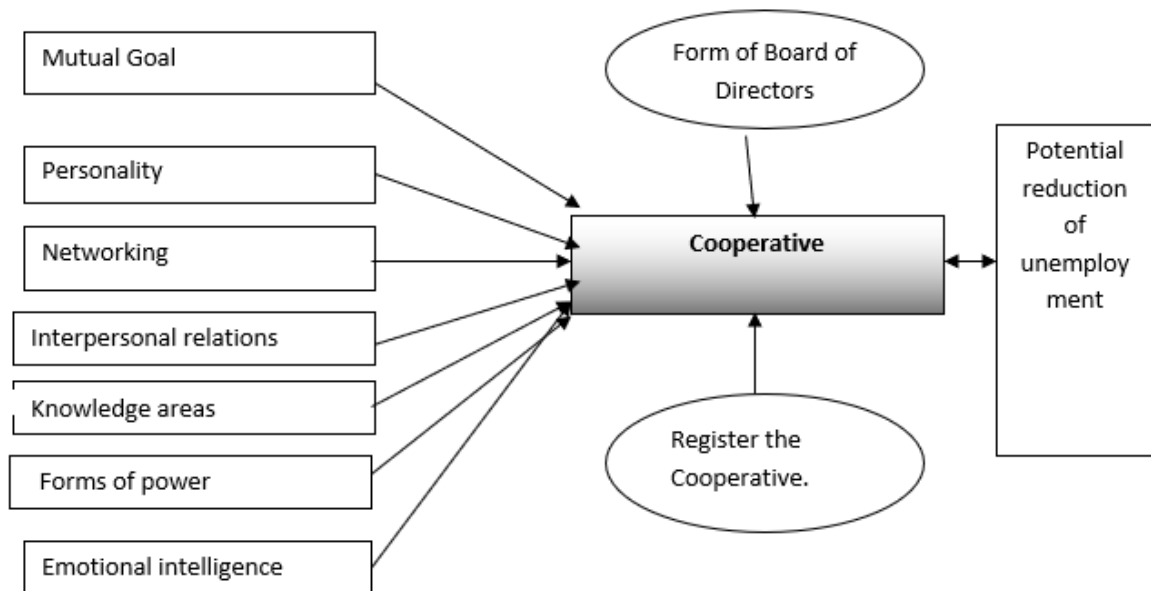 Mutual Goal
Personality
Networking
Interpersonal relations
Knowledge areas
Forms of power
Emotional intelligence
Form of Board of
Directors
Cooperative
Register the
Cooperative.
Potential
reduction
of
unemploy
ment